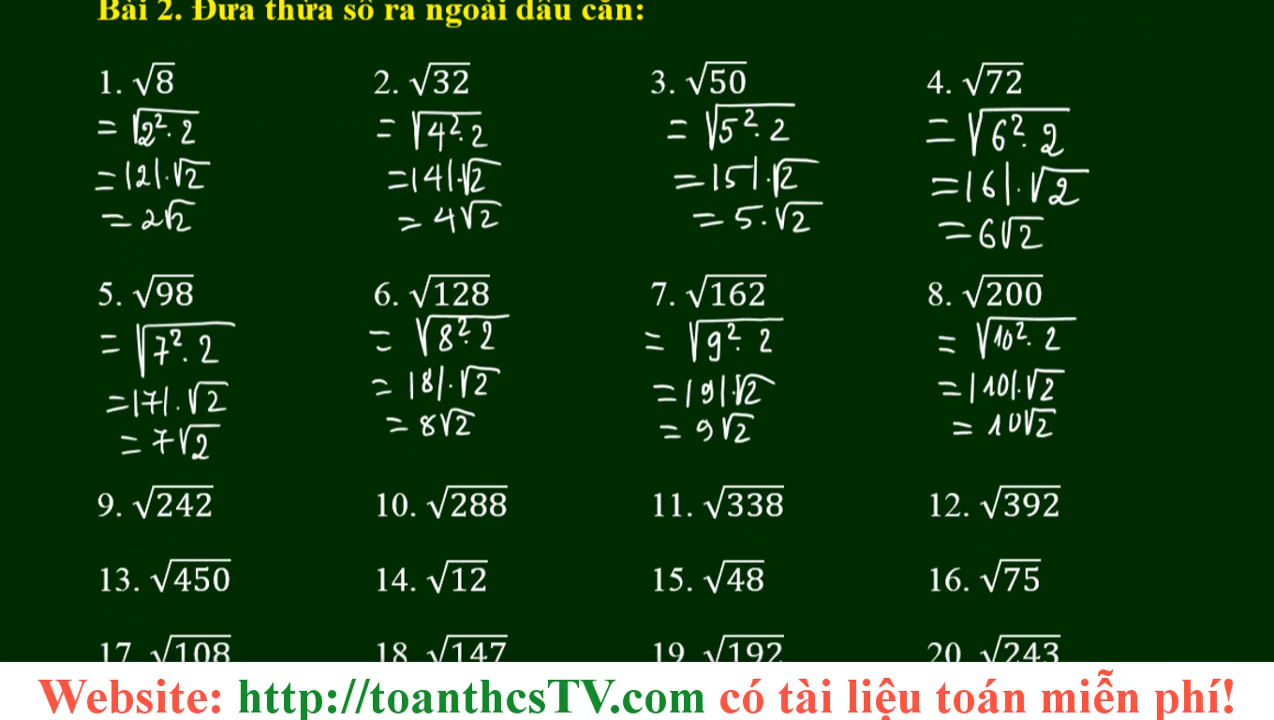 Bài 2. Đưa thừa số ra ngoài dấu căn:
1. √8 2. √32 3. √50 4. √72
= √2².2 = √4².2 = √5².2 = √6².2
= |2|.√2 = |4|.√2 = |5|.√2 = |6|.√2
= 2√2 = 4√2 = 5.√2 = 6√2
5. √98 6. √128 7. √162 8. √200
= √7².2 = √8².2 = √9².2 = √10².2
= |7|.√2 = |8|.√2 = |9|.√2 = |10|.√2
= 7√2 = 8√2 = 9√2 = 10√2
9. √242 10. √288 11. √338 12. √392
13. √450 14. √12 15. √48 16. √75
17 √108 18 √147 19 √192 20 √243
Website: http://toanthcsTV.com có tài liệu toán miễn phí!